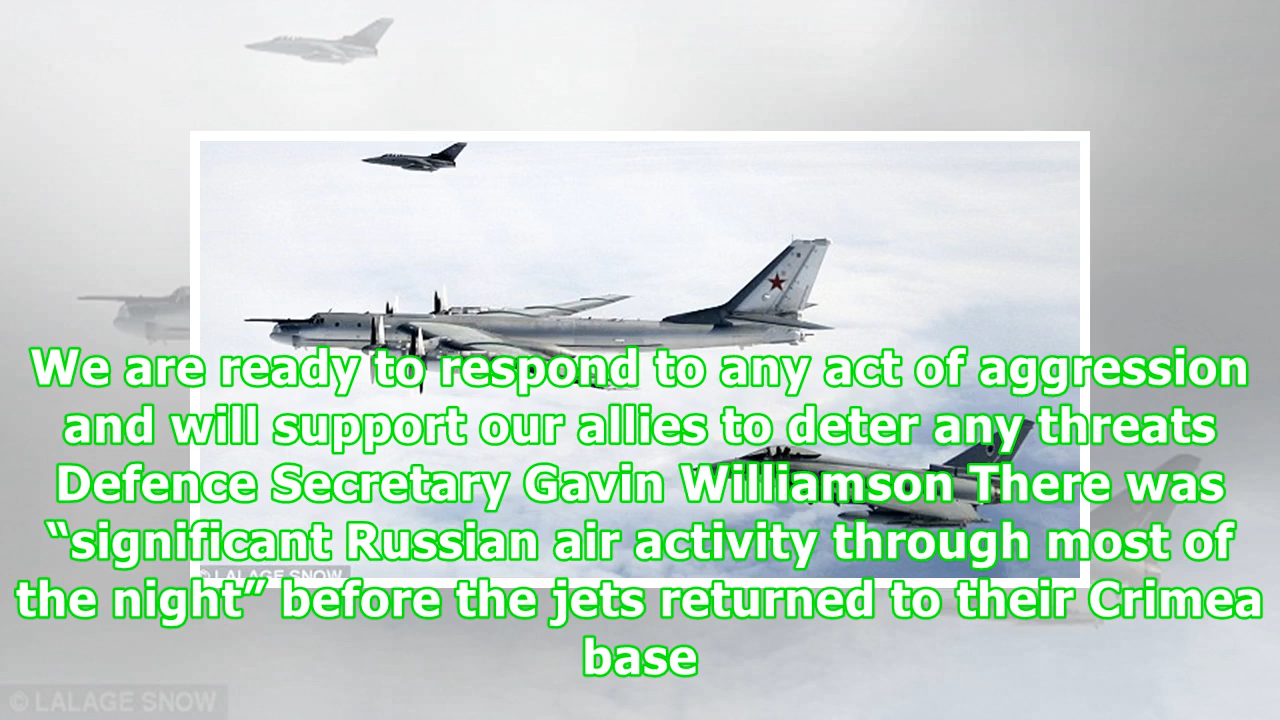 We are ready to respond to any act of aggression
and will support our allies to deter any threats
Defence Secretary Gavin Williamson There was
“significant Russian air activity through most of
the night” before the jets returned to their Crimea
base
© LALAGE SNOW
© LALAGE SNOW